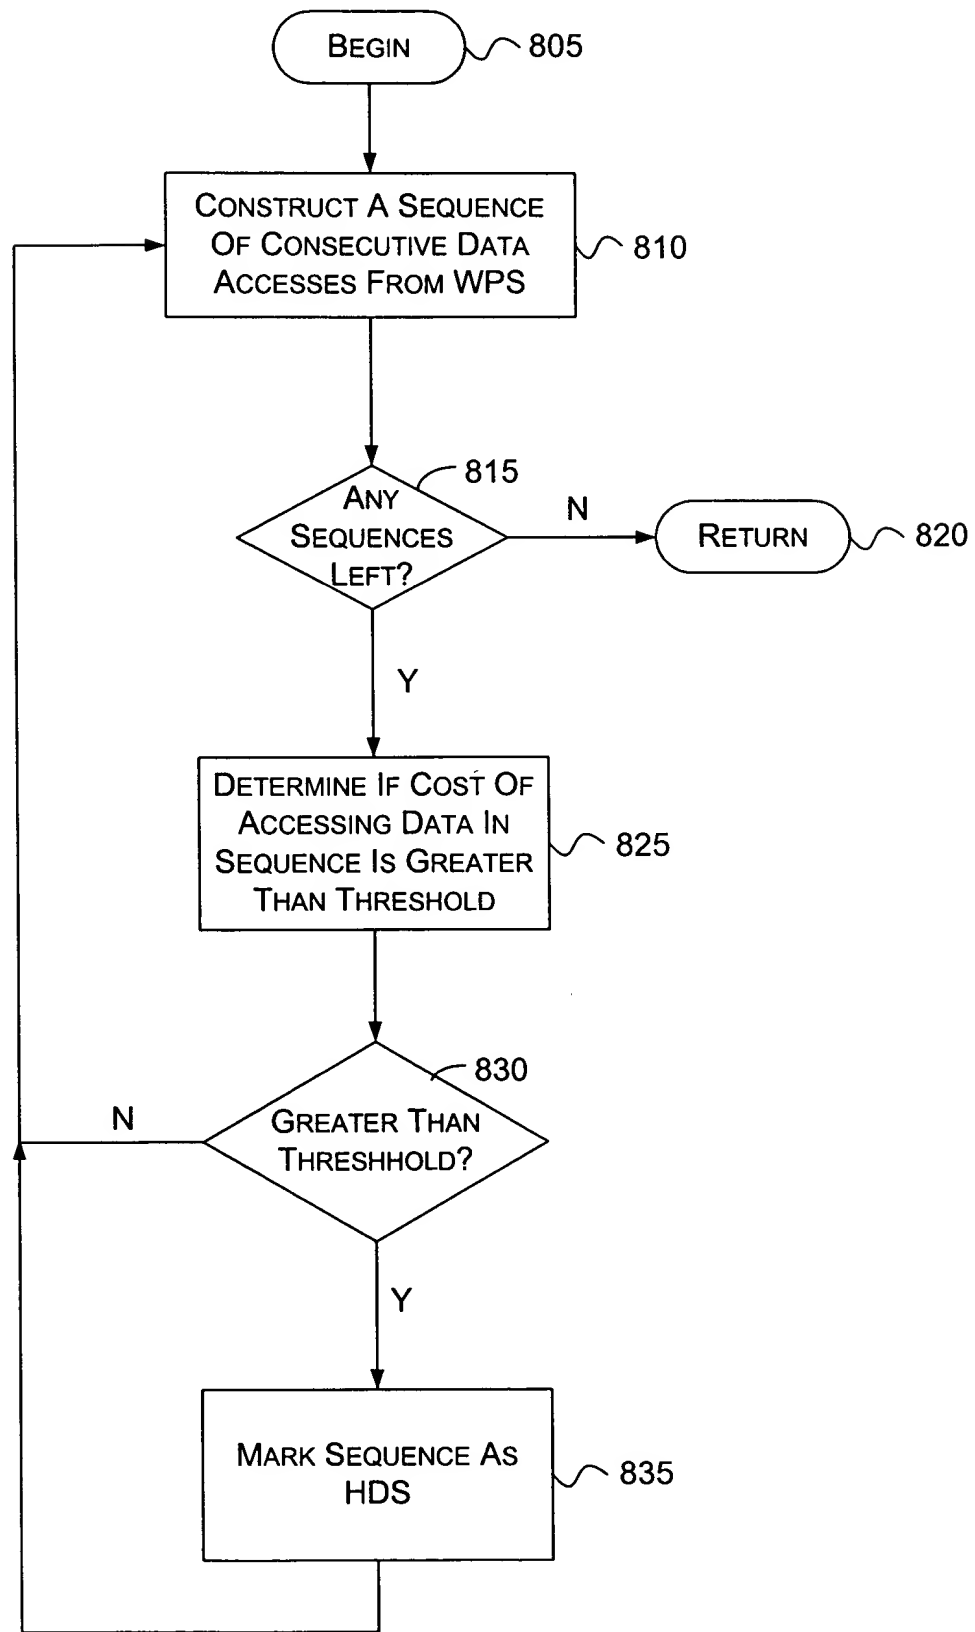 BEGIN
805
CONSTRUCT A SEQUENCE
OF CONSECUTIVE DATA
ACCESSES FROM WPS
810
815
ANY
SEQUENCES
LEFT?
N
RETURN
820
Y
DETERMINE IF COST OF
ACCESSING DATA IN
SEQUENCE IS GREATER
THAN THRESHOLD
825
830
N
GREATER THAN
THRESHHOLD?
Y
MARK SEQUENCE AS
HDS
835